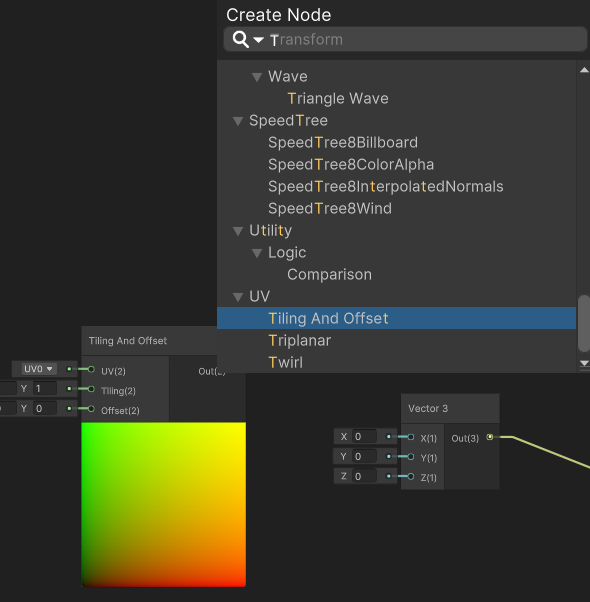 Create Node
Transform
Wave
Triangle Wave
SpeedTree
SpeedTree8Billboard
SpeedTree8ColorAlpha
SpeedTree8InterpolatedNormals
SpeedTree8Wind
Utility
Logic
Comparison
UV
Tiling And Offset
Triplanar
Twirl
Tiling And Offset
UV0 UV(2) Out(2)
Y 1 Tiling(2)
Y 0 Offset(2)
Vector 3
X 0 X(1) Out(3)
Y 0 Y(1)
Z 0 Z(1)